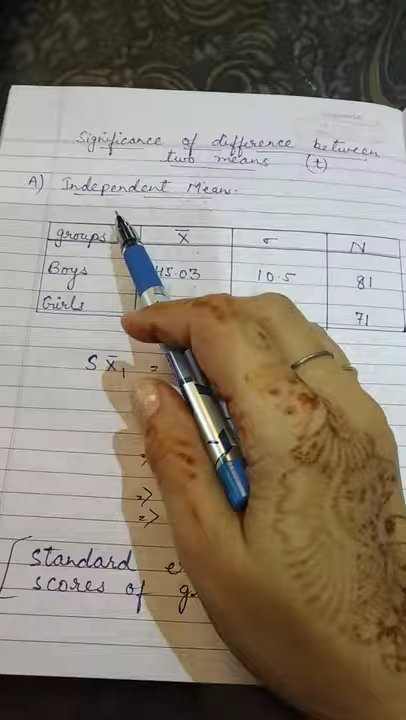 Significance of difference between
two means (t)
A) Independent Means.
groups X̄ σ N
Boys 45.03 10.5 81
Girls 71
S X̄₁ =
=>
=>
=>
standard
scores of